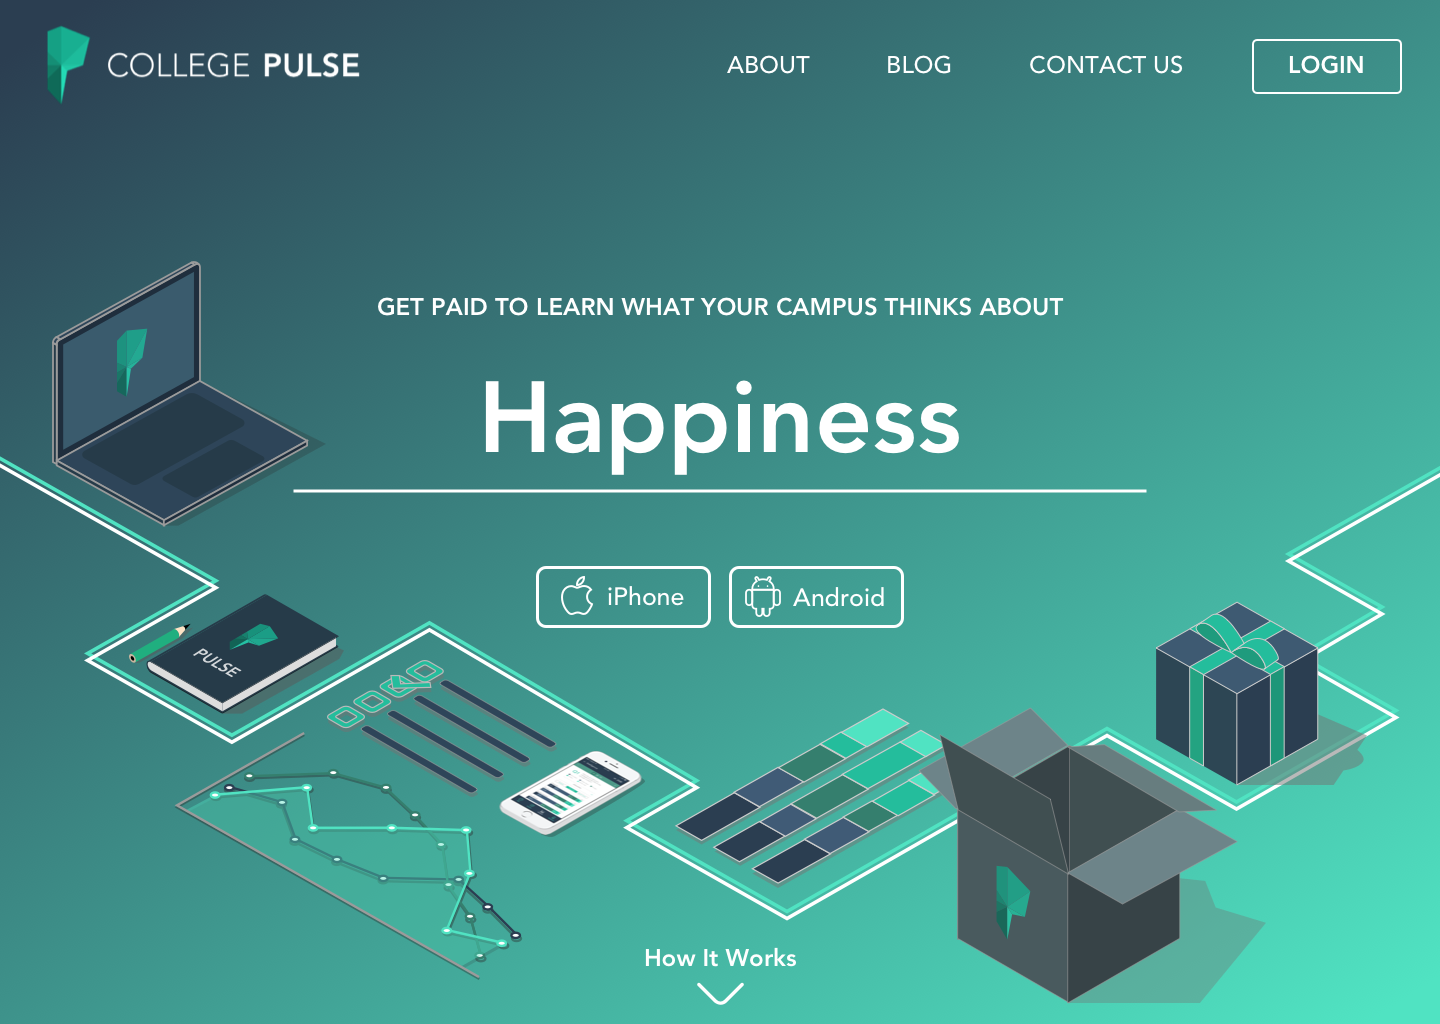 COLLEGE PULSE
ABOUT
BLOG
CONTACT US
LOGIN
GET PAID TO LEARN WHAT YOUR CAMPUS THINKS ABOUT
Happiness
iPhone
Android
PULSE
How It Works